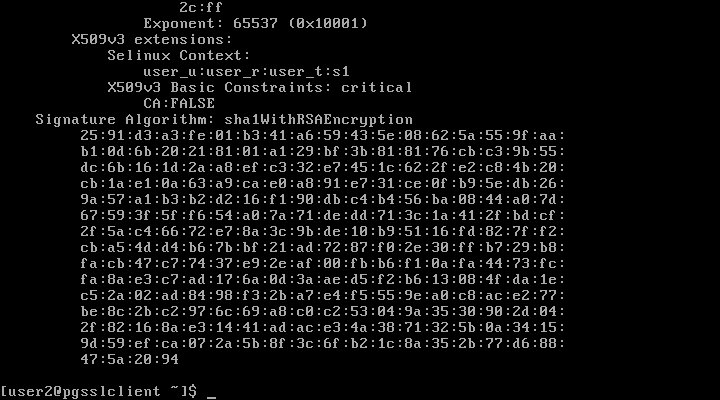 2c:ff
Exponent: 65537 (0x10001)
X509v3 extensions:
Selinux Context:
user_u:user_r:user_t:s1
X509v3 Basic Constraints: critical
CA:FALSE
Signature Algorithm: sha1WithRSAEncryption
25:91:d3:a3:fe:01:b3:41:a6:59:43:5e:08:62:5a:55:9f:aa:
b1:0d:6b:20:21:81:01:a1:29:bf:3b:81:81:76:cb:c3:9b:55:
dc:6b:16:1d:2a:a8:ef:c3:32:e7:45:1c:62:2f:e2:c8:4b:20:
cb:1a:e1:0a:63:a9:ca:e0:a8:91:e7:31:ce:0f:b9:5e:db:26:
9a:57:a1:b3:b2:d2:16:f1:90:db:c4:b4:56:ba:08:44:a0:7d:
67:59:3f:5f:f6:54:a0:7a:71:de:dd:71:3c:1a:41:2f:bd:cf:
2f:5a:c4:66:72:e7:8a:3c:9b:de:10:b9:51:16:fd:82:7f:f2:
cb:a5:4d:d4:b6:7b:bf:21:ad:72:87:f0:2e:30:ff:b7:29:b8:
fa:cb:47:c7:74:37:e9:2e:af:00:fb:b6:f1:0a:fa:44:73:fc:
fa:8a:e3:c7:ad:17:6a:0d:3a:ae:d5:f2:b6:13:08:4f:da:1e:
c5:2a:02:ad:84:98:f3:2b:a7:e4:f5:55:9e:a0:c8:ac:e2:77:
be:8c:2b:c2:97:6c:69:a8:c0:c2:53:04:9a:35:30:90:2d:04:
2f:82:16:8a:e3:14:41:ad:ac:e3:4a:38:71:32:5b:0a:34:15:
9d:59:ef:ca:07:2a:5b:8f:3c:6f:b2:1c:8a:35:2b:77:d6:88:
47:5a:20:94
[user2@pgsslclient ~]$ _